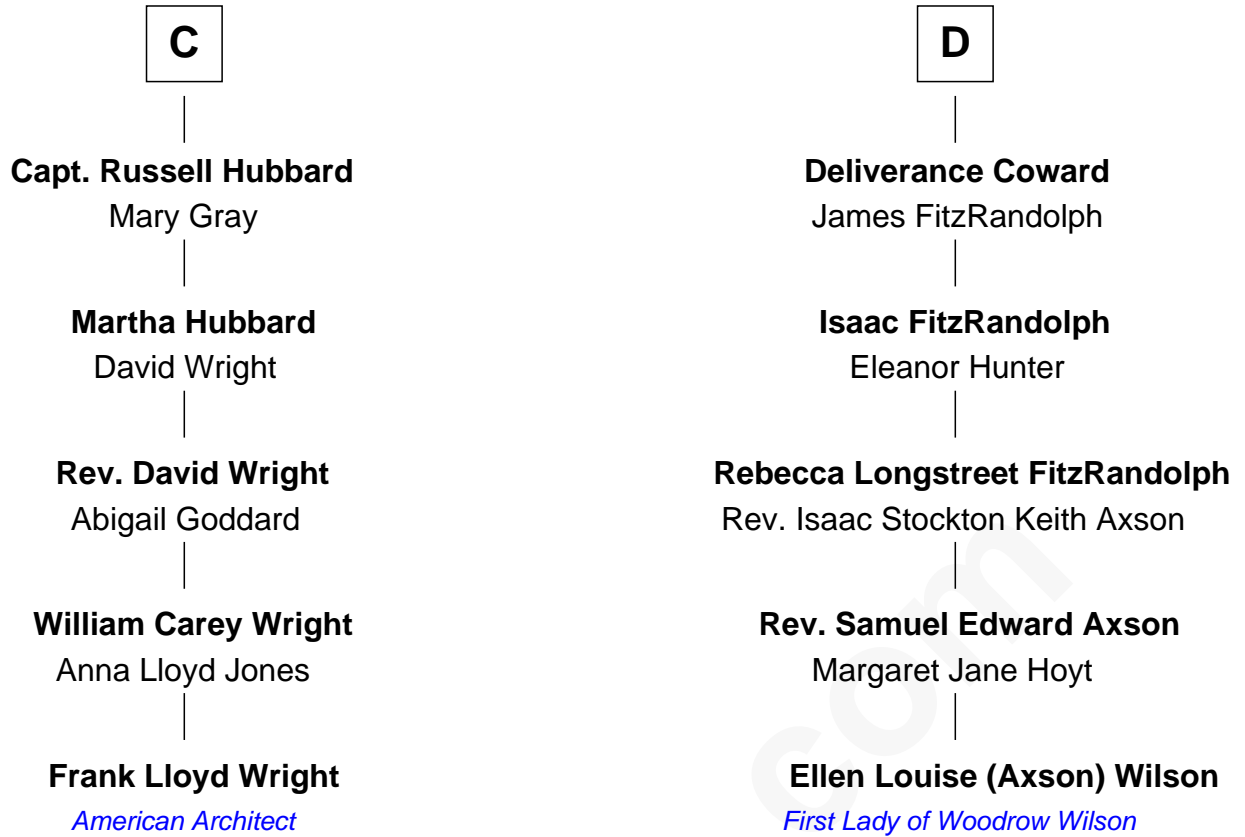 C
Capt. Russell Hubbard
Mary Gray
Martha Hubbard
David Wright
Rev. David Wright
Abigail Goddard
William Carey Wright
Anna Lloyd Jones
Frank Lloyd Wright
American Architect
D
Deliverance Coward
James FitzRandolph
Isaac FitzRandolph
Eleanor Hunter
Rebecca Longstreet FitzRandolph
Rev. Isaac Stockton Keith Axson
Rev. Samuel Edward Axson
Margaret Jane Hoyt
Ellen Louise (Axson) Wilson
First Lady of Woodrow Wilson
com